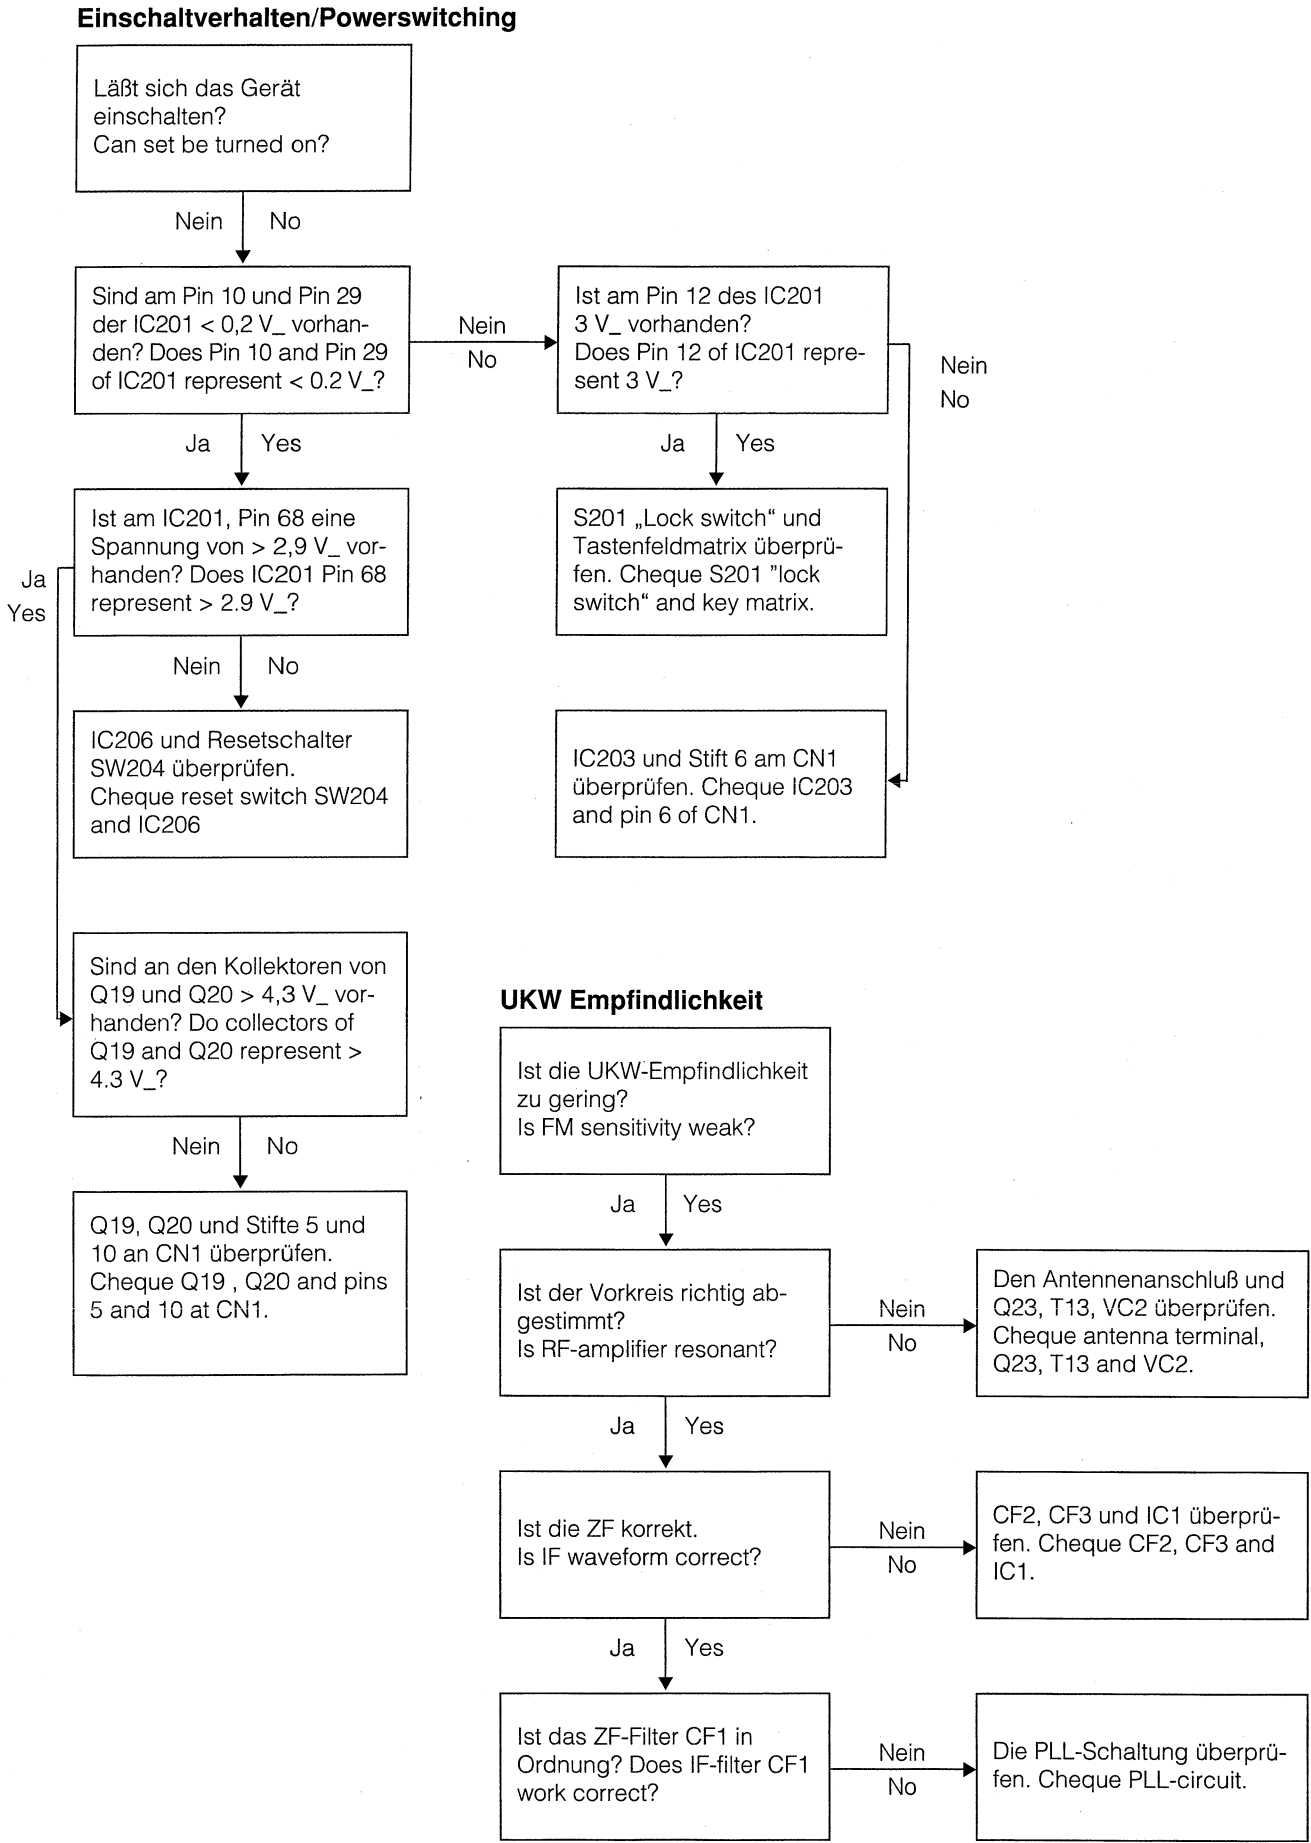 Einschaltverhalten/Powerswitching
Läßt sich das Gerät
einschalten?
Can set be turned on?
Nein No
Sind am Pin 10 und Pin 29
der IC201 < 0,2 V_ vorhan-
den? Does Pin 10 and Pin 29
of IC201 represent < 0.2 V_?
Nein
No
Ist am Pin 12 des IC201
3 V_ vorhanden?
Does Pin 12 of IC201 repre-
sent 3 V_?
Nein
No
Ja Yes
Ja Yes
Ist am IC201, Pin 68 eine
Spannung von > 2,9 V_ vor-
handen? Does IC201 Pin 68
represent > 2.9 V_?
Ja
Yes
S201 „Lock switch“ und
Tastenfeldmatrix überprü-
fen. Cheque S201 ”lock
switch“ and key matrix.
Nein No
IC206 und Resetschalter
SW204 überprüfen.
Cheque reset switch SW204
and IC206
IC203 und Stift 6 am CN1
überprüfen. Cheque IC203
and pin 6 of CN1.
Sind an den Kollektoren von
Q19 und Q20 > 4,3 V_ vor-
handen? Do collectors of
Q19 and Q20 represent >
4.3 V_?
Nein No
Q19, Q20 und Stifte 5 und
10 an CN1 überprüfen.
Cheque Q19 , Q20 and pins
5 and 10 at CN1.
UKW Empfindlichkeit
Ist die UKW-Empfindlichkeit
zu gering?
Is FM sensitivity weak?
Ja Yes
Ist der Vorkreis richtig ab-
gestimmt?
Is RF-amplifier resonant?
Nein
No
Den Antennenanschluß und
Q23, T13, VC2 überprüfen.
Cheque antenna terminal,
Q23, T13 and VC2.
Ja Yes
Ist die ZF korrekt.
Is IF waveform correct?
Nein
No
CF2, CF3 und IC1 überprü-
fen. Cheque CF2, CF3 and
IC1.
Ja Yes
Ist das ZF-Filter CF1 in
Ordnung? Does IF-filter CF1
work correct?
Nein
No
Die PLL-Schaltung überprü-
fen. Cheque PLL-circuit.